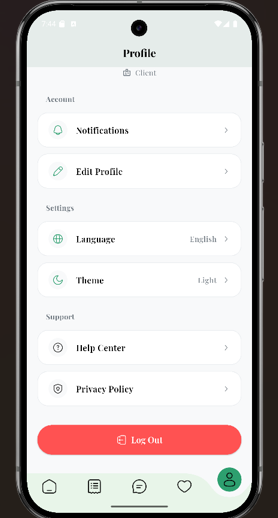 Profile
Client
Account
Notifications
Edit Profile
Settings
Language English
Theme Light
Support
Help Center
Privacy Policy
Log Out